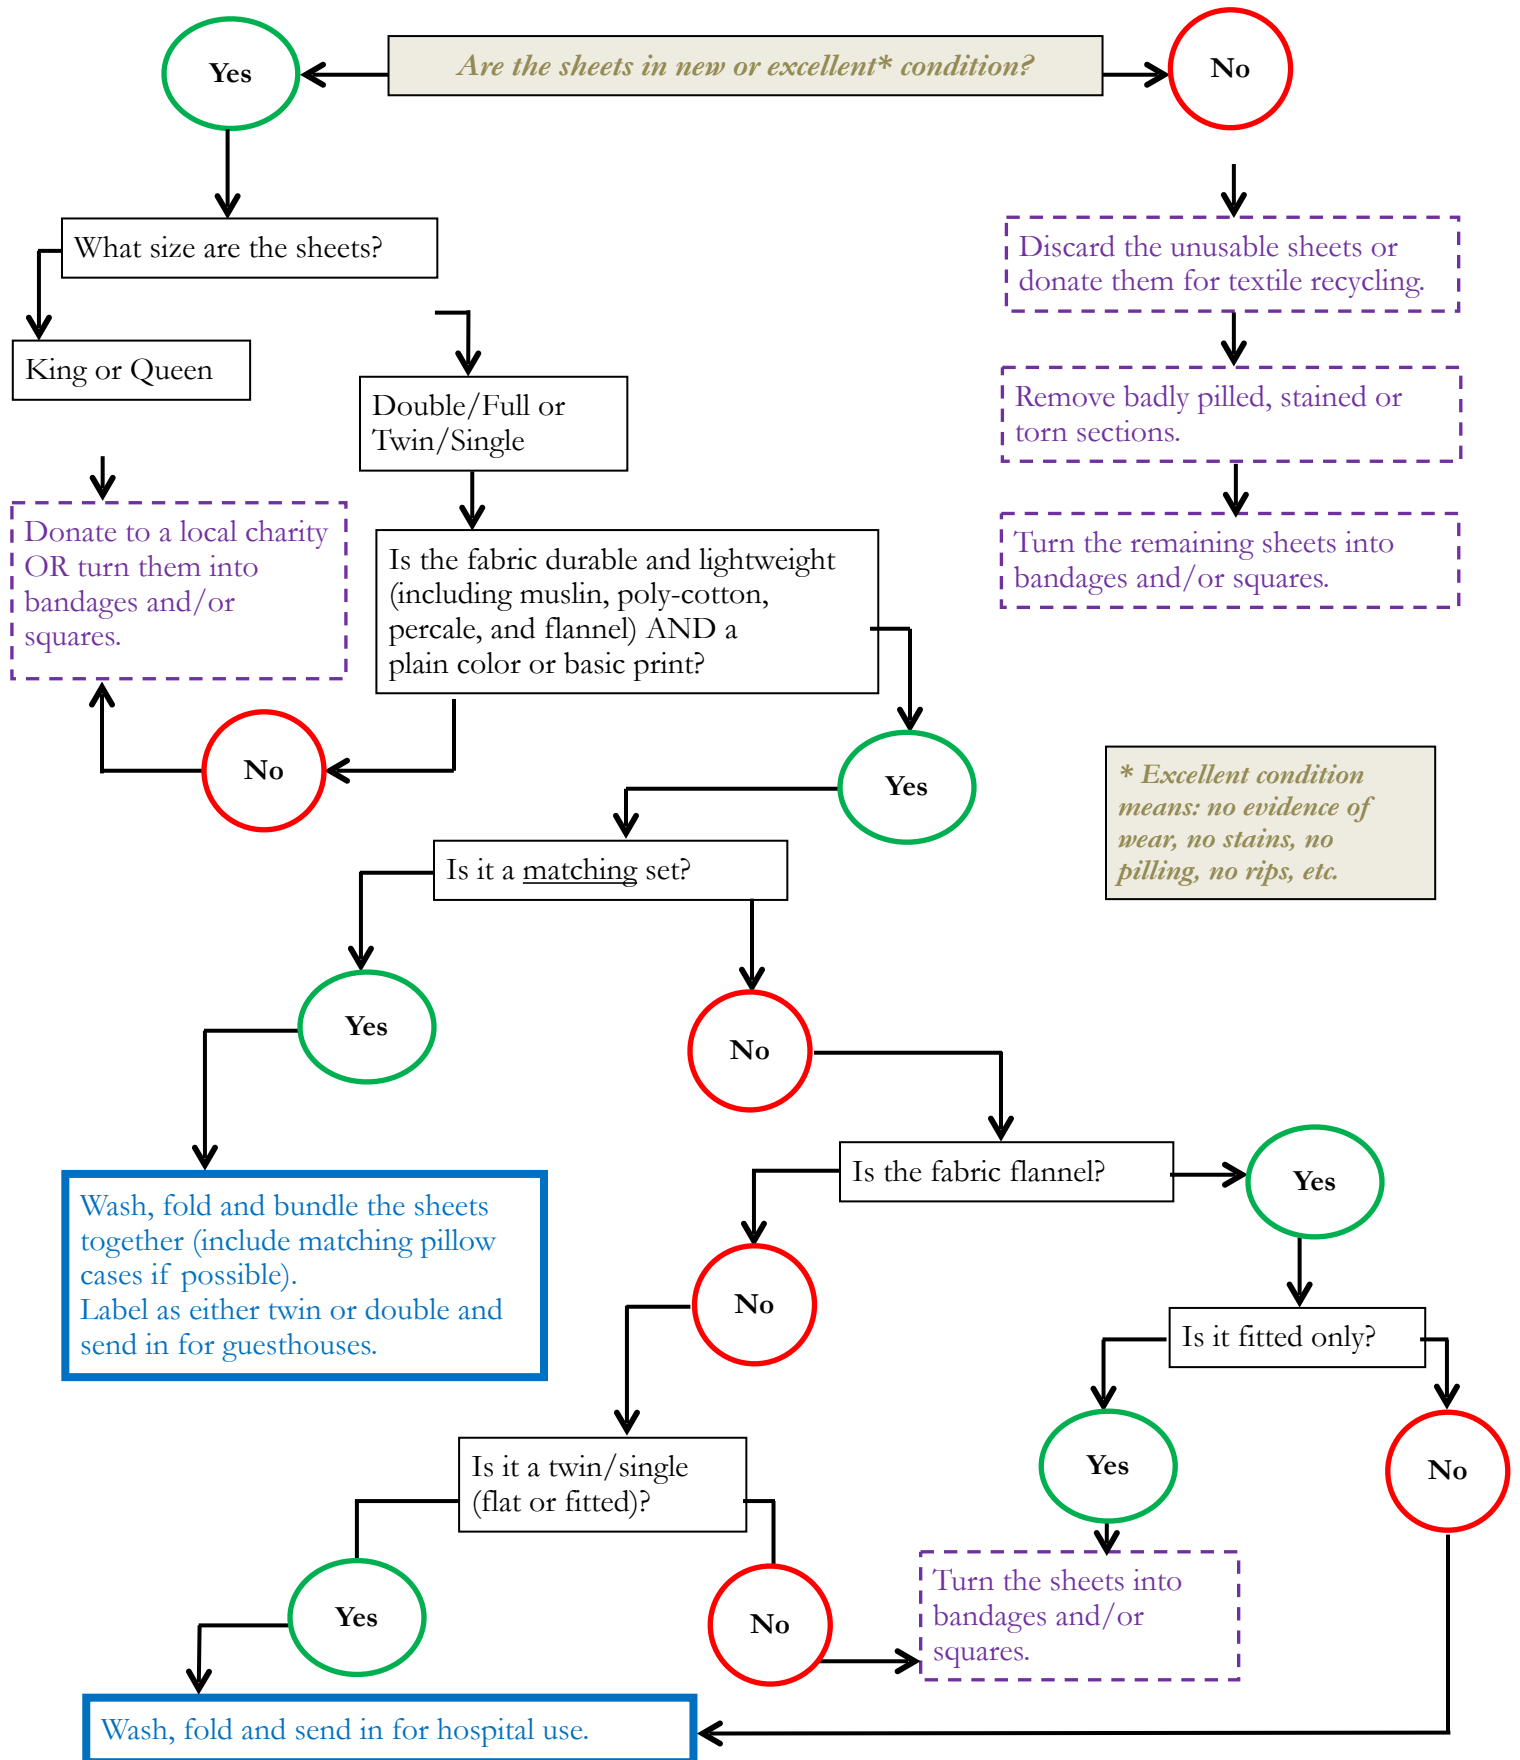 Yes
Are the sheets in new or excellent* condition?
No
What size are the sheets?
Discard the unusable sheets or
donate them for textile recycling.
King or Queen
Double/Full or
Twin/Single
Remove badly pilled, stained or
torn sections.
Donate to a local charity
OR turn them into
bandages and/or
squares.
Is the fabric durable and lightweight
(including muslin, poly-cotton,
percale, and flannel) AND a
plain color or basic print?
Turn the remaining sheets into
bandages and/or squares.
No
Yes
* Excellent condition
means: no evidence of
wear, no stains, no
pilling, no rips, etc.
Is it a matching set?
Yes
No
Is the fabric flannel?
Yes
Wash, fold and bundle the sheets
together (include matching pillow
cases if possible).
Label as either twin or double and
send in for guesthouses.
No
Is it fitted only?
Is it a twin/single
(flat or fitted)?
Yes
No
Yes
No
Turn the sheets into
bandages and/or
squares.
Wash, fold and send in for hospital use.